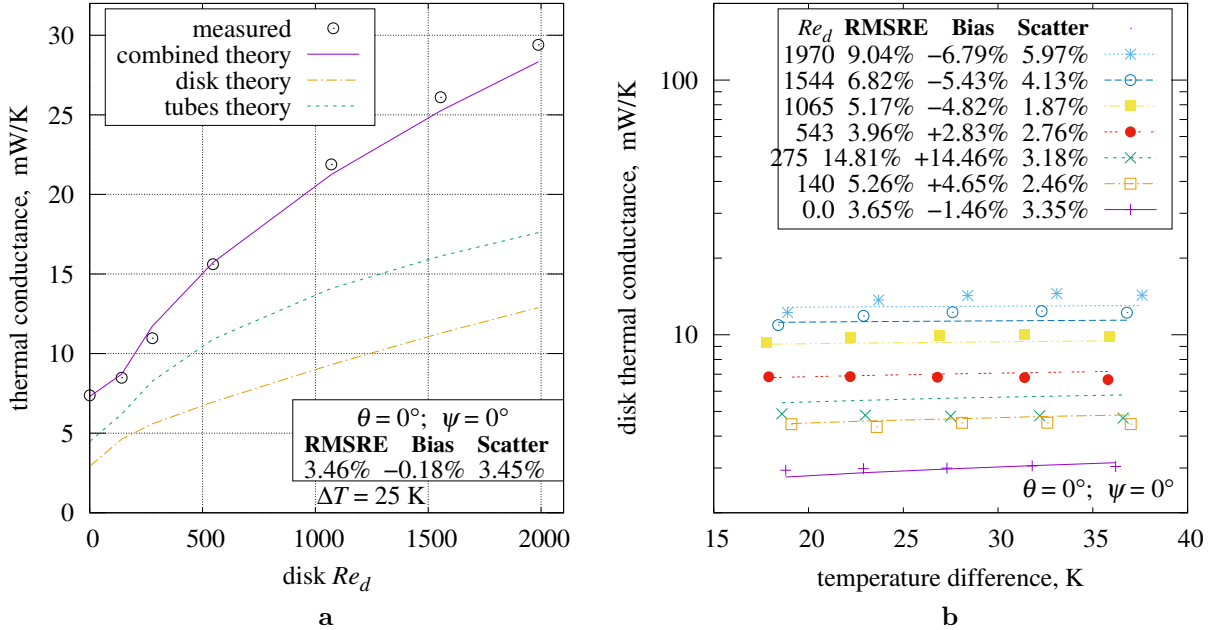 30
25
20
15
10
5
0
0 500 1000 1500 2000
thermal conductance, mW/K
disk Re_d
measured
combined theory
disk theory
tubes theory
θ = 0°; ψ = 0°
RMSRE Bias Scatter
3.46% −0.18% 3.45%
ΔT = 25 K
a
100
10
15 20 25 30 35 40
disk thermal conductance, mW/K
temperature difference, K
Re_d RMSRE Bias Scatter
1970 9.04% −6.79% 5.97%
1544 6.82% −5.43% 4.13%
1065 5.17% −4.82% 1.87%
543 3.96% +2.83% 2.76%
275 14.81% +14.46% 3.18%
140 5.26% +4.65% 2.46%
0.0 3.65% −1.46% 3.35%
θ = 0°; ψ = 0°
b